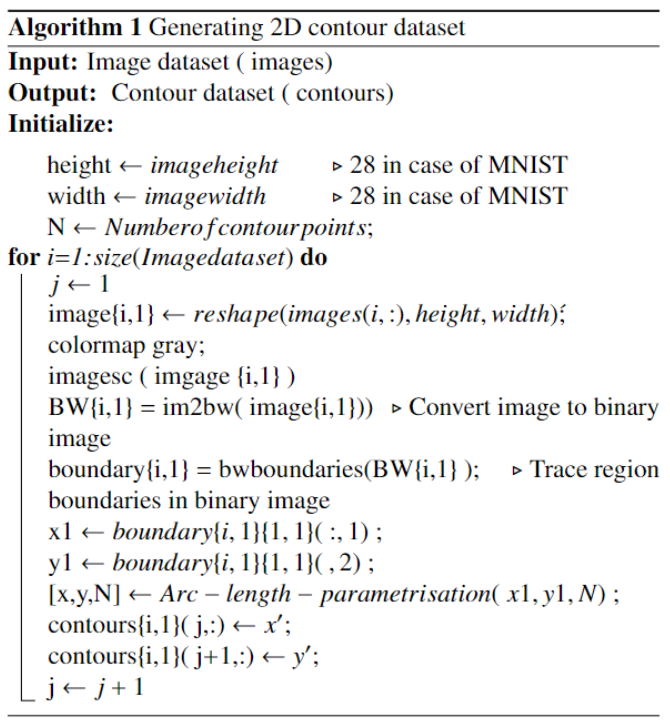 Algorithm 1 Generating 2D contour dataset
Input: Image dataset ( images)
Output: Contour dataset ( contours)
Initialize:
height ← imageheight ▹ 28 in case of MNIST
width ← imagewidth ▹ 28 in case of MNIST
N ← Numberofcontourpoints;
for i=1:size(Imagedataset) do
j ← 1
image{i,1} ← reshape(images(i, :), height, width)';
colormap gray;
imagesc ( imgage {i,1} )
BW{i,1} = im2bw( image{i,1})) ▹ Convert image to binary
image
boundary{i,1} = bwboundaries(BW{i,1} ); ▹ Trace region
boundaries in binary image
x1 ← boundary{i, 1}{1, 1}( :, 1) ;
y1 ← boundary{i, 1}{1, 1}( , 2) ;
[x,y,N] ← Arc − length − parametrisation( x1, y1, N) ;
contours{i,1}( j,:) ← x′;
contours{i,1}( j+1,:) ← y′;
j ← j + 1